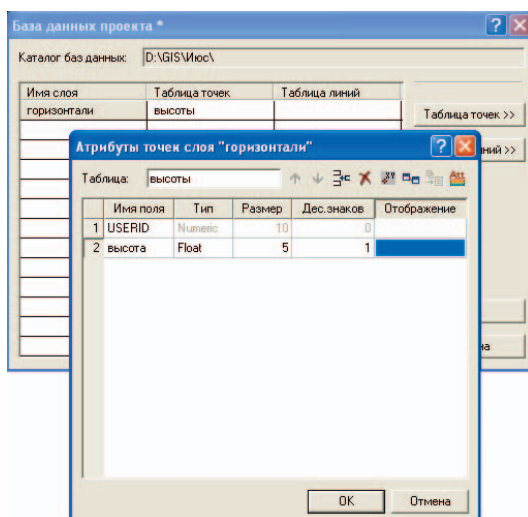 База данных проекта *
Каталог баз данных: D:\GIS\Июс\
Имя слоя Таблица точек Таблица линий
горизонтали высоты
Таблица точек >>
Атрибуты точек слоя "горизонтали"
Таблица: высоты
Имя поля Тип Размер Дес.знаков Отображение
1 USERID Numeric 10 0
2 высота Float 5 1
OK Отмена